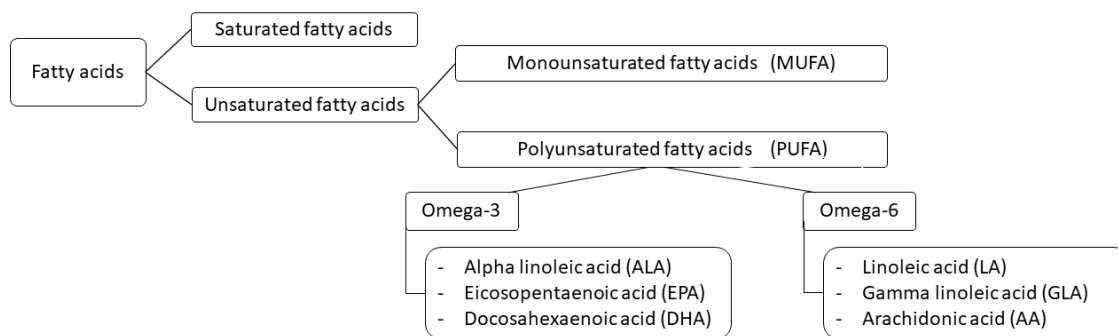 Saturated fatty acids
Fatty acids
Monounsaturated fatty acids (MUFA)
Unsaturated fatty acids
Polyunsaturated fatty acids (PUFA)
Omega-3
Omega-6
- Alpha linoleic acid (ALA)
- Eicosopentaenoic acid (EPA)
- Docosahexaenoic acid (DHA)
- Linoleic acid (LA)
- Gamma linoleic acid (GLA)
- Arachidonic acid (AA)